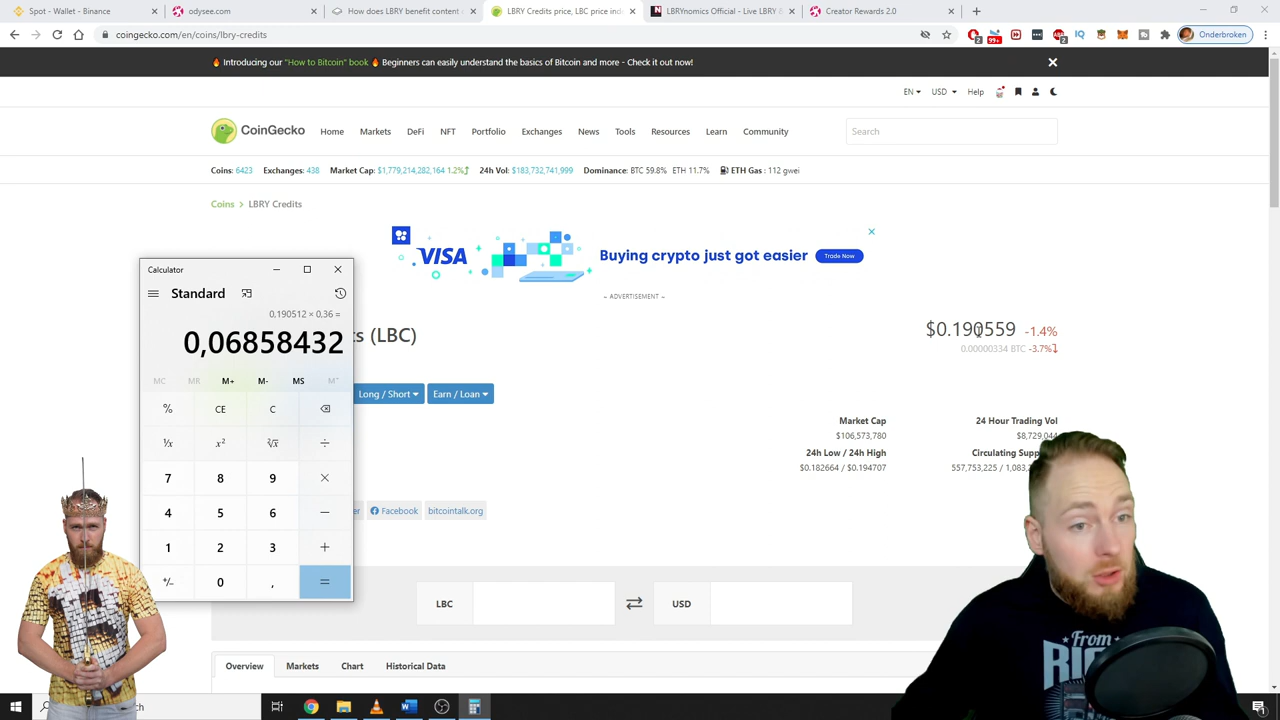 Spot - Wallet - Binance
odysee.com
How does LBRY benefit content
LBRY Credits price, LBC price ind
LBRYnomics Official - Live LBRY &
Creator Rewards 2.0
coingecko.com/en/coins/lbry-credits
2
99+
2
IQ
Onderbroken
🔥 Introducing our "How to Bitcoin" book 🔥 Beginners can easily understand the basics of Bitcoin and more - Check it out now!
EN
USD
Help
CoinGecko
Home
Markets
DeFi
NFT
Portfolio
Exchanges
News
Tools
Resources
Learn
Community
Search
Coins: 6423
Exchanges: 438
Market Cap: $1,779,214,282,164 1.2%
24h Vol: $183,732,741,999
Dominance: BTC 59.8% ETH 11.7%
ETH Gas : 112 gwei
Coins > LBRY Credits
VISA
Buying crypto just got easier
Trade Now
– ADVERTISEMENT –
Calculator
Standard
0,190512 × 0,36 =
0,06858432
MC MR M+ M- MS
% CE C
¹⁄ₓ x² ²√x ÷
7 8 9 ×
4 5 6 −
1 2 3 +
+/- 0 , =
(LBC)
$0.190559 -1.4%
0.00000334 BTC -3.7%
Long / Short
Earn / Loan
Market Cap
$106,573,780
24 Hour Trading Vol
$8,729,044
24h Low / 24h High
$0.182664 / $0.194707
Circulating
557,753,225 / 1,083,
Facebook
bitcointalk.org
LBC
USD
Overview
Markets
Chart
Historical Data
From